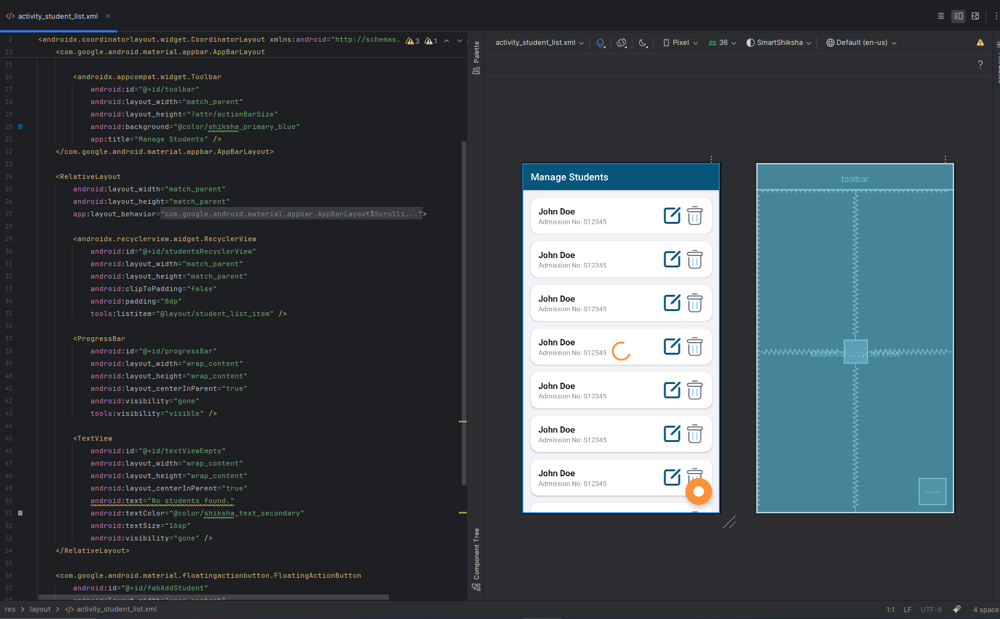 activity_student_list.xml
2 <androidx.coordinatorlayout.widget.CoordinatorLayout xmlns:android="http://schemas. 3 1
10 <com.google.android.material.appbar.AppBarLayout
15
16 <androidx.appcompat.widget.Toolbar
17 android:id="@+id/toolbar"
18 android:layout_width="match_parent"
19 android:layout_height="?attr/actionBarSize"
20 android:background="@color/shiksha_primary_blue"
21 app:title="Manage Students" />
22 </com.google.android.material.appbar.AppBarLayout>
23
24 <RelativeLayout
25 android:layout_width="match_parent"
26 android:layout_height="match_parent"
27 app:layout_behavior="com.google.android.material.appbar.AppBarLayout$Scrolli...">
28
29 <androidx.recyclerview.widget.RecyclerView
30 android:id="@+id/studentsRecyclerView"
31 android:layout_width="match_parent"
32 android:layout_height="match_parent"
33 android:clipToPadding="false"
34 android:padding="8dp"
35 tools:listitem="@layout/student_list_item" />
36
37 <ProgressBar
38 android:id="@+id/progressBar"
39 android:layout_width="wrap_content"
40 android:layout_height="wrap_content"
41 android:layout_centerInParent="true"
42 android:visibility="gone"
43 tools:visibility="visible" />
44
45 <TextView
46 android:id="@+id/textViewEmpty"
47 android:layout_width="wrap_content"
48 android:layout_height="wrap_content"
49 android:layout_centerInParent="true"
50 android:text="No students found."
51 android:textColor="@color/shiksha_text_secondary"
52 android:textSize="16sp"
53 android:visibility="gone" />
54 </RelativeLayout>
55
56 <com.google.android.material.floatingactionbutton.FloatingActionButton
57 android:id="@+id/fabAddStudent"
58 android:layout_width="wrap_content"
Palette
Component Tree
activity_student_list.xml Pixel 36 SmartShiksha Default (en-us)
?
Manage Students
John Doe
Admission No: S12345
John Doe
Admission No: S12345
John Doe
Admission No: S12345
John Doe
Admission No: S12345
John Doe
Admission No: S12345
John Doe
Admission No: S12345
John Doe
Admission No: S12345
toolbar
studentsRecyclerView
res > layout > activity_student_list.xml
1:1 LF UTF-8 4 space